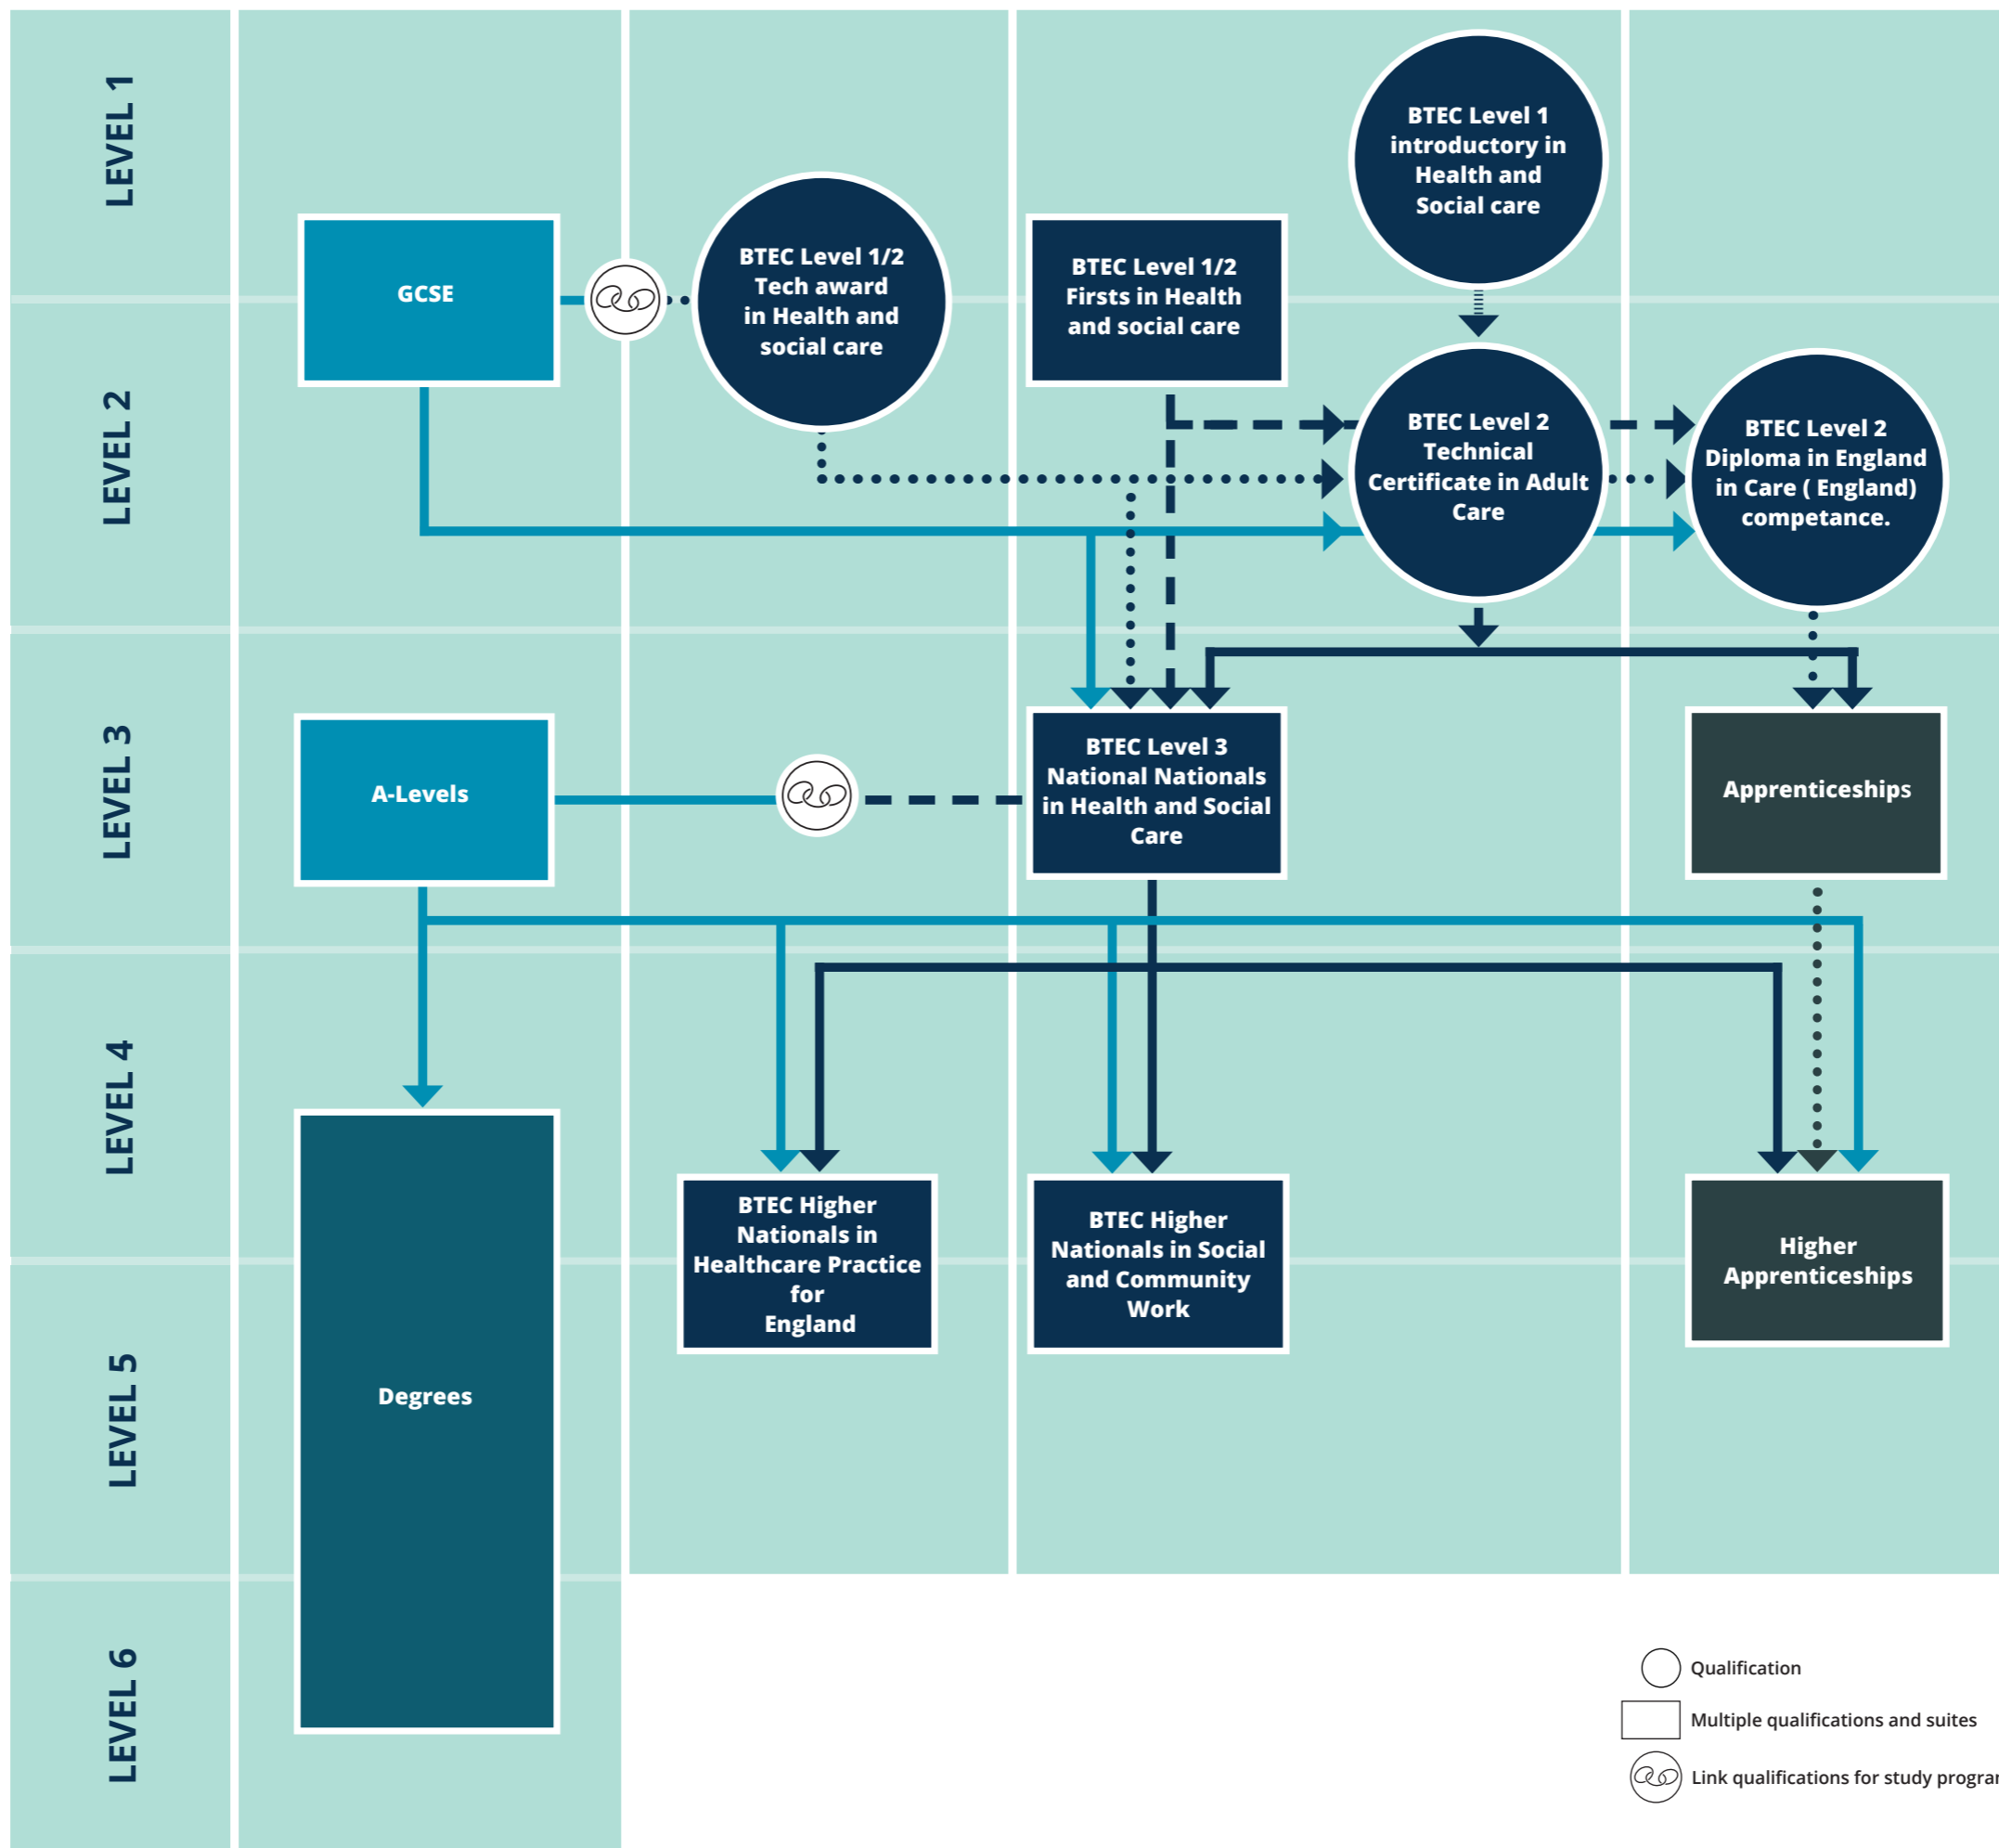 LEVEL 1
BTEC Level 1
introductory in
Health and
Social care
GCSE
BTEC Level 1/2
Tech award
in Health and
social care
BTEC Level 1/2
Firsts in Health
and social care
LEVEL 2
BTEC Level 2
Technical
Certificate in Adult
Care
BTEC Level 2
Diploma in England
in Care ( England)
competance.
LEVEL 3
A-Levels
BTEC Level 3
National Nationals
in Health and Social
Care
Apprenticeships
LEVEL 4
BTEC Higher
Nationals in
Healthcare Practice
for
England
BTEC Higher
Nationals in Social
and Community
Work
Higher
Apprenticeships
LEVEL 5
Degrees
LEVEL 6
Qualification
Multiple qualifications and suites
Link qualifications for study progra